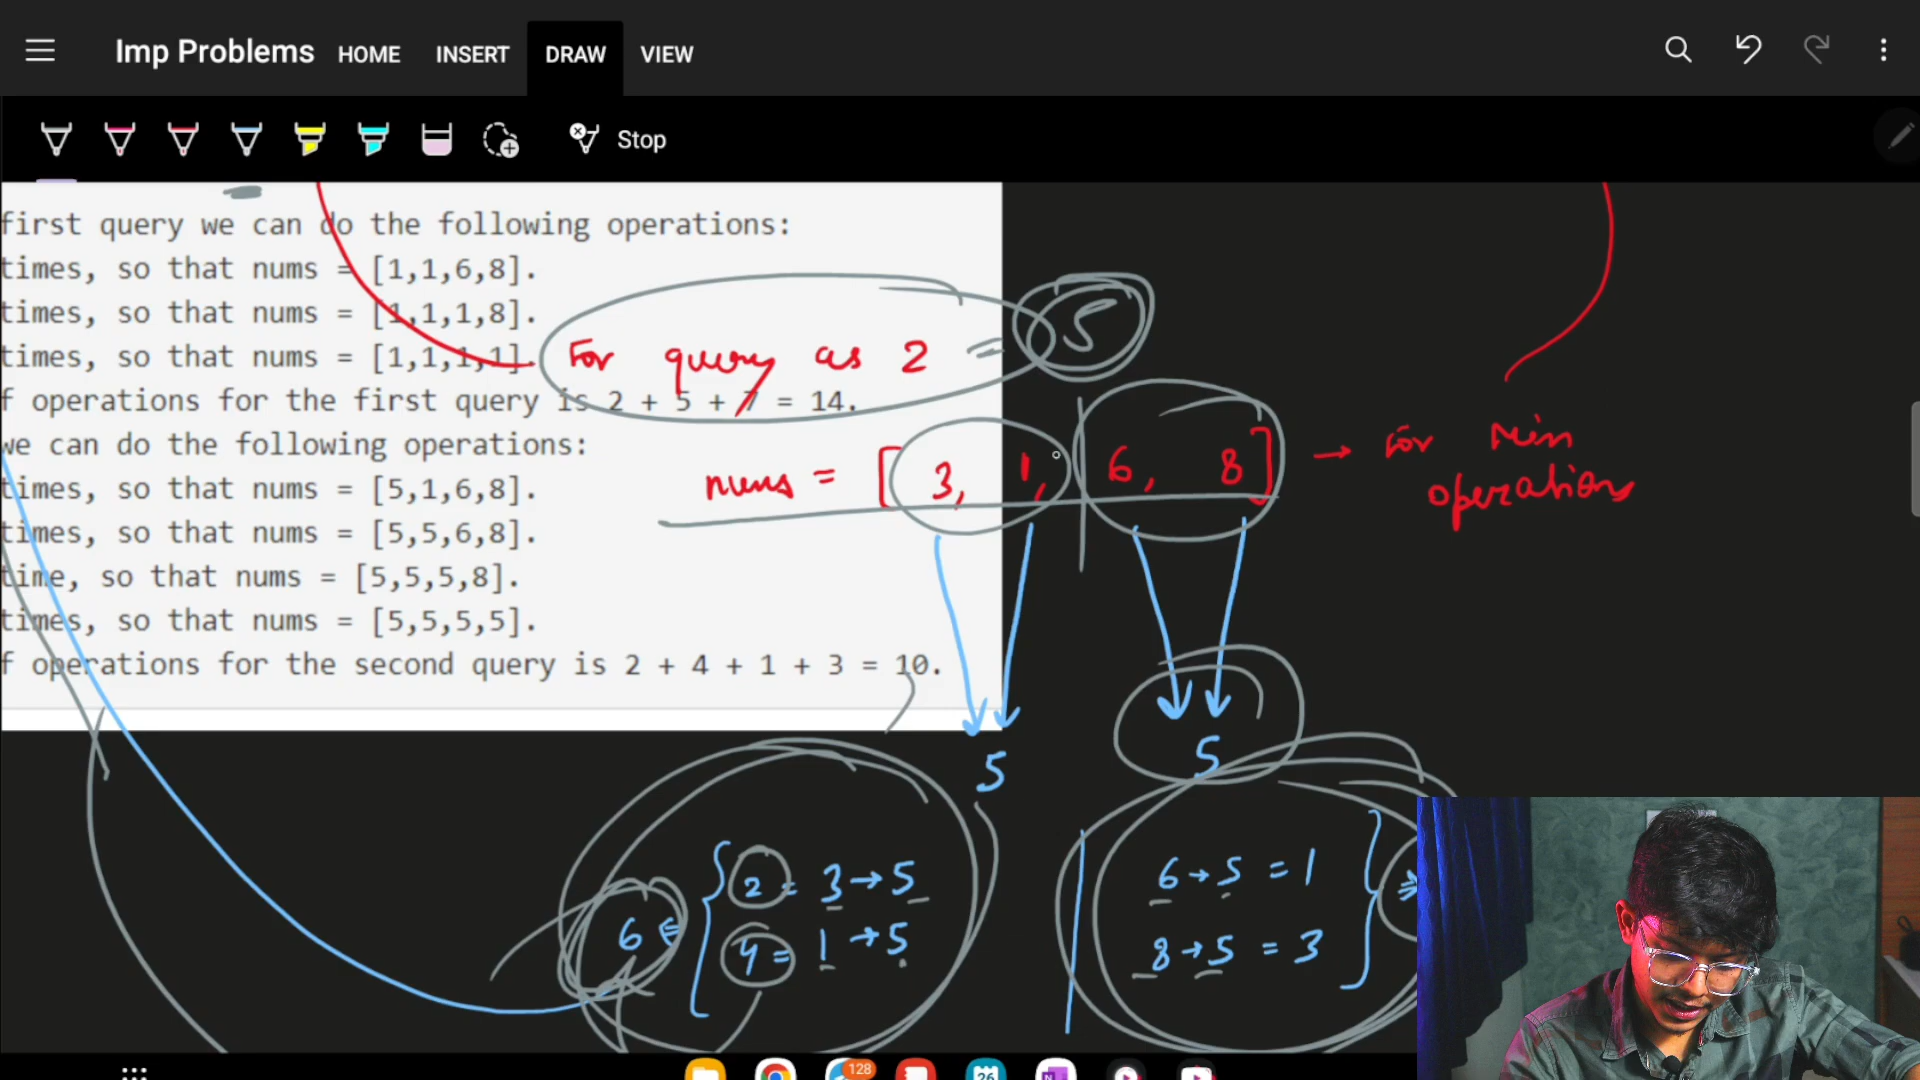 Imp Problems HOME INSERT DRAW VIEW
Stop
first query we can do the following operations:
times, so that nums = [1,1,6,8].
times, so that nums = [1,1,1,8].
times, so that nums = [1,1,1,1].
For query as 2 = 5
f operations for the first query is 2 + 5 + 7 = 14.
we can do the following operations:
times, so that nums = [5,1,6,8].
nums = [3, 1, 6, 8] → For Min operations
times, so that nums = [5,5,6,8].
time, so that nums = [5,5,5,8].
times, so that nums = [5,5,5,5].
f operations for the second query is 2 + 4 + 1 + 3 = 10.
5 5
6 { 2 = 3 → 5
4 = 1 → 5
6 → 5 = 1
8 → 5 = 3 } ⇒
128
26
N